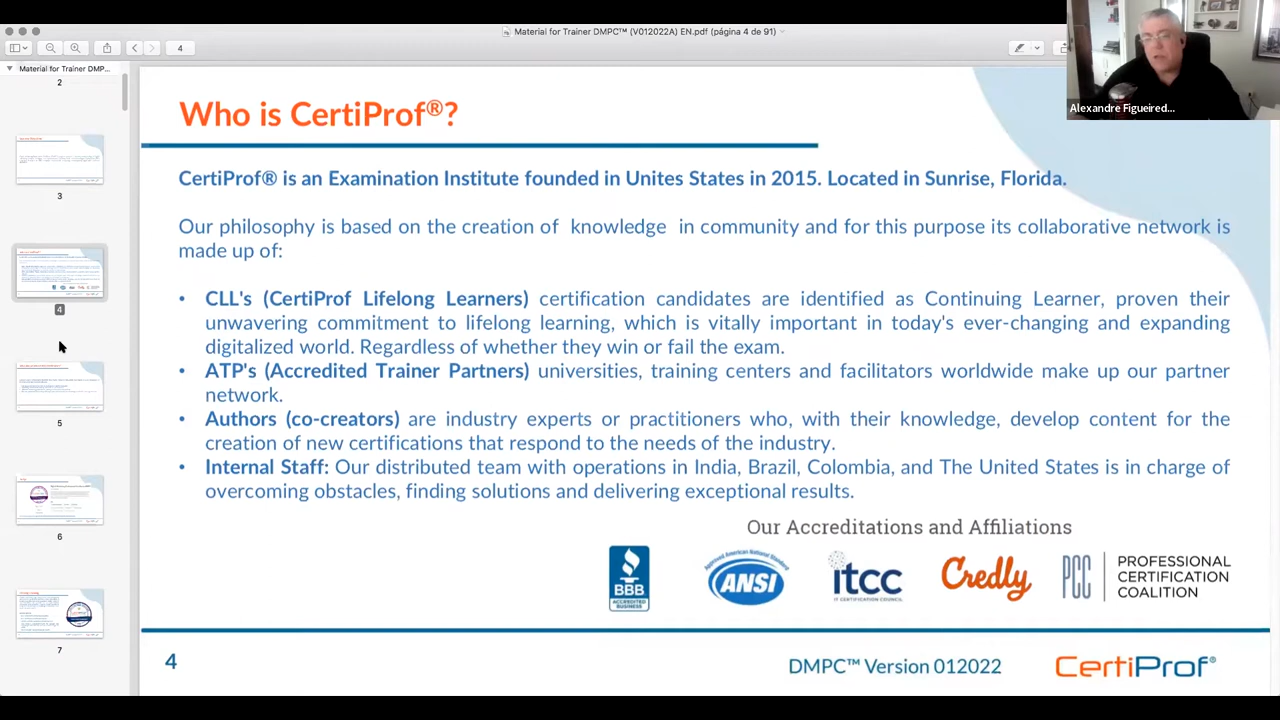 Material for Trainer DMPC™ (V012022A) EN.pdf (página 4 de 91)
4
Material for Trainer DMP...
2
3
4
5
6
7
Alexandre Figueired...
Who is CertiProf®?
CertiProf® is an Examination Institute founded in Unites States in 2015. Located in Sunrise, Florida.
Our philosophy is based on the creation of knowledge in community and for this purpose its collaborative network is
made up of:
• CLL's (CertiProf Lifelong Learners) certification candidates are identified as Continuing Learner, proven their
unwavering commitment to lifelong learning, which is vitally important in today's ever-changing and expanding
digitalized world. Regardless of whether they win or fail the exam.
• ATP's (Accredited Trainer Partners) universities, training centers and facilitators worldwide make up our partner
network.
• Authors (co-creators) are industry experts or practitioners who, with their knowledge, develop content for the
creation of new certifications that respond to the needs of the industry.
• Internal Staff: Our distributed team with operations in India, Brazil, Colombia, and The United States is in charge of
overcoming obstacles, finding solutions and delivering exceptional results.
Our Accreditations and Affiliations
BBB
ACCREDITED
BUSINESS
Approved American National Standard
ANSI
itcc
IT CERTIFICATION COUNCIL
Credly
PCC
PROFESSIONAL
CERTIFICATION
COALITION
4
DMPC™ Version 012022
CertiProf®